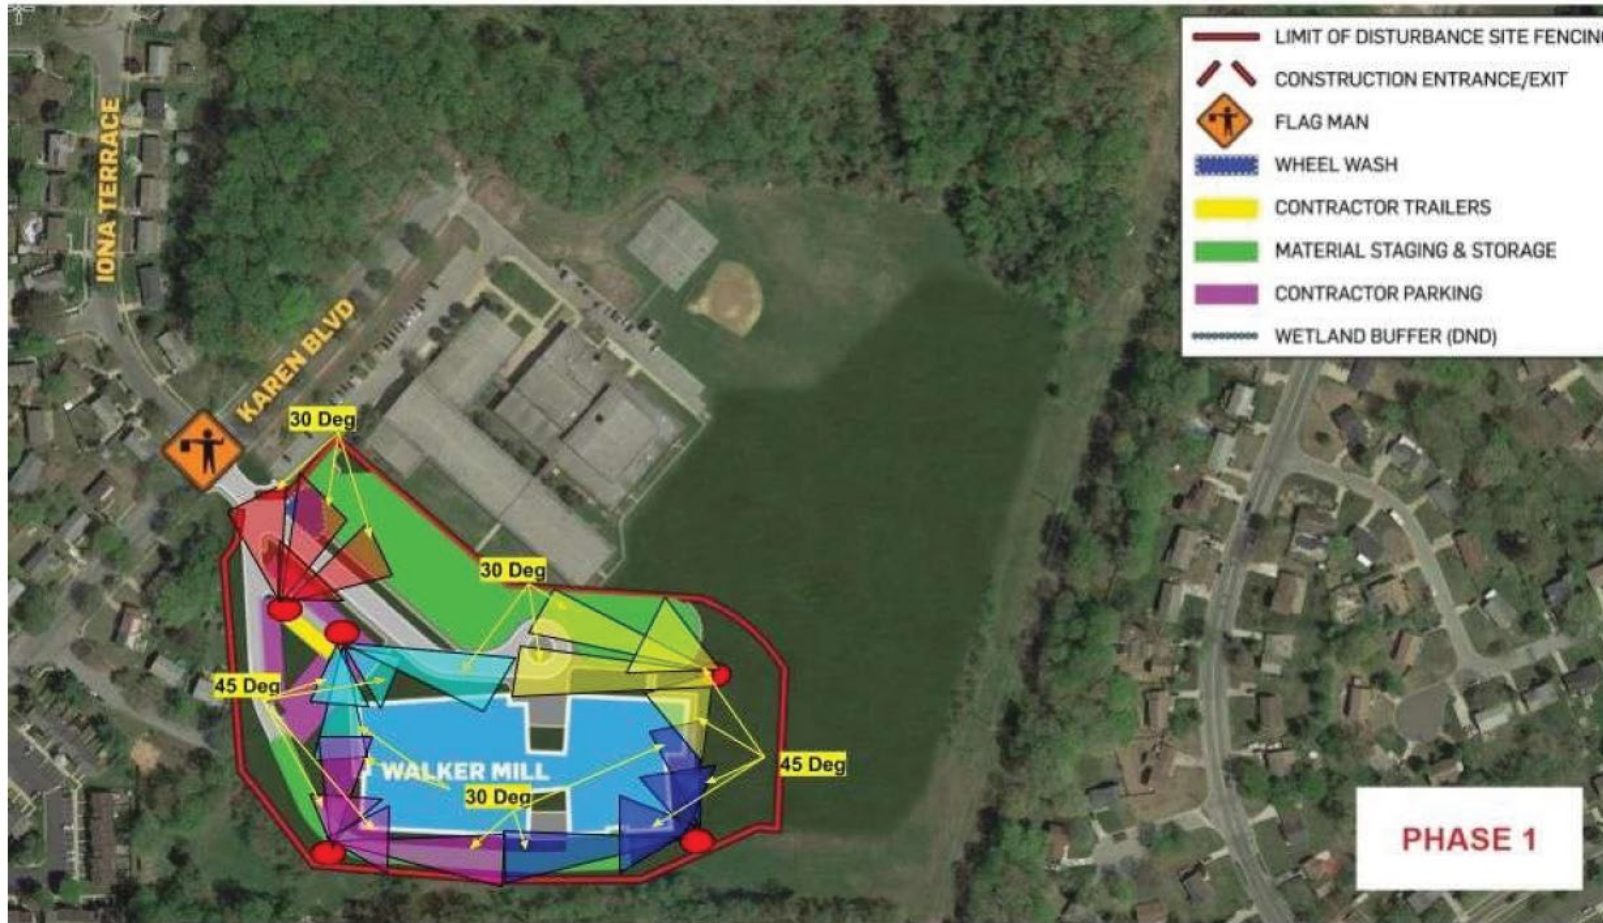 LIMIT OF DISTURBANCE SITE FENCING
CONSTRUCTION ENTRANCE/EXIT
FLAG MAN
WHEEL WASH
CONTRACTOR TRAILERS
MATERIAL STAGING & STORAGE
CONTRACTOR PARKING
WETLAND BUFFER (DND)
IONA TERRACE
KAREN BLVD
30 Deg
30 Deg
45 Deg
45 Deg
WALKER MILL
30 Deg
PHASE 1